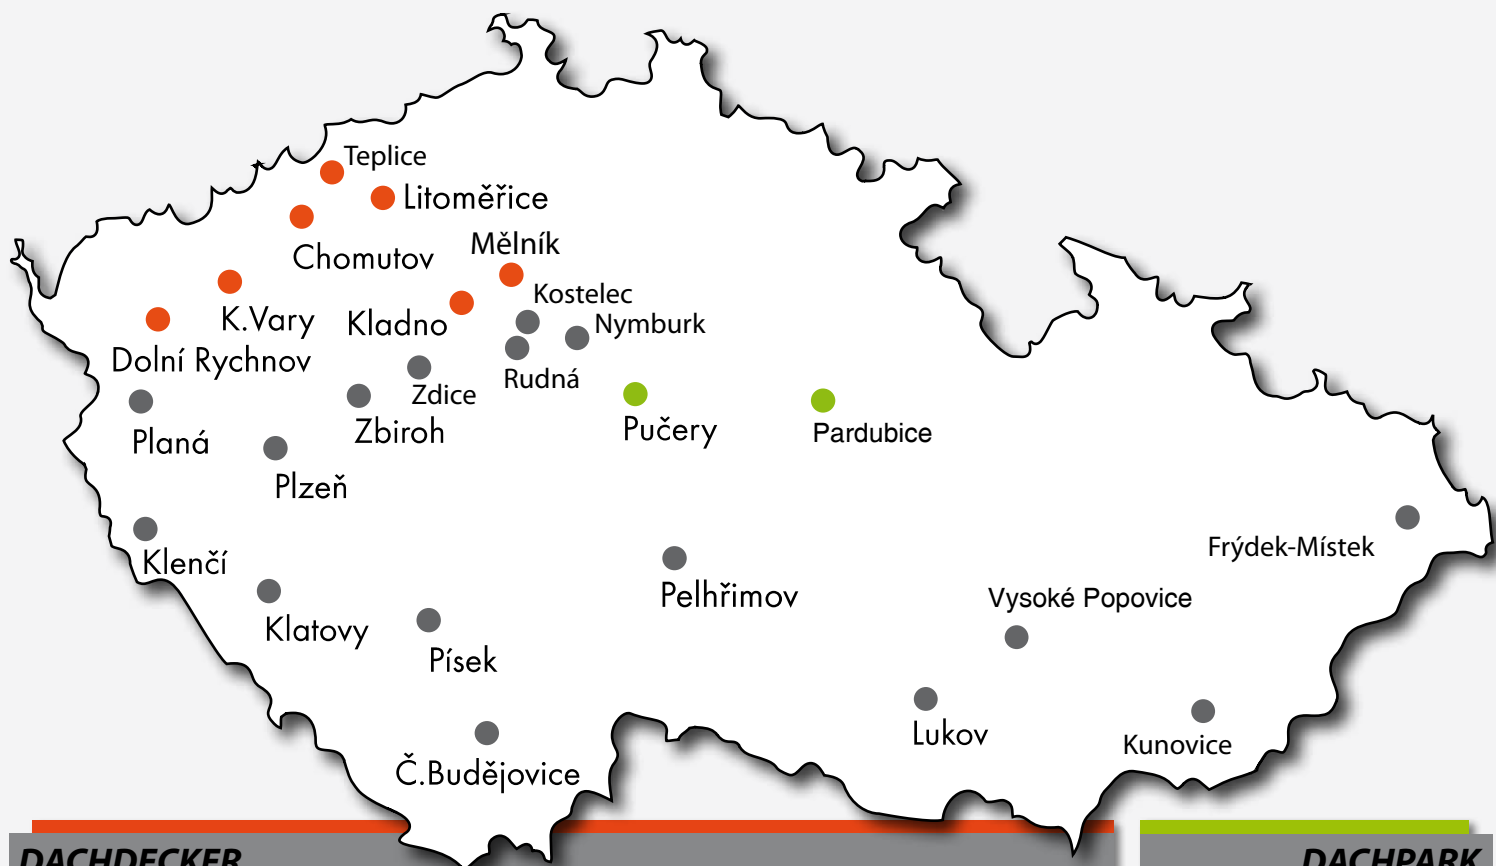 Teplice
Litoměřice
Mělník
Chomutov
Kostelec
K.Vary
Kladno
Nymburk
Dolní Rychnov
Rudná
Zdice
Planá
Zbiroh
Pučery
Pardubice
Plzeň
Klenčí
Frýdek-Místek
Pelhřimov
Vysoké Popovice
Klatovy
Písek
Lukov
Kunovice
Č.Budějovice
DACHDECKER
DACHPARK